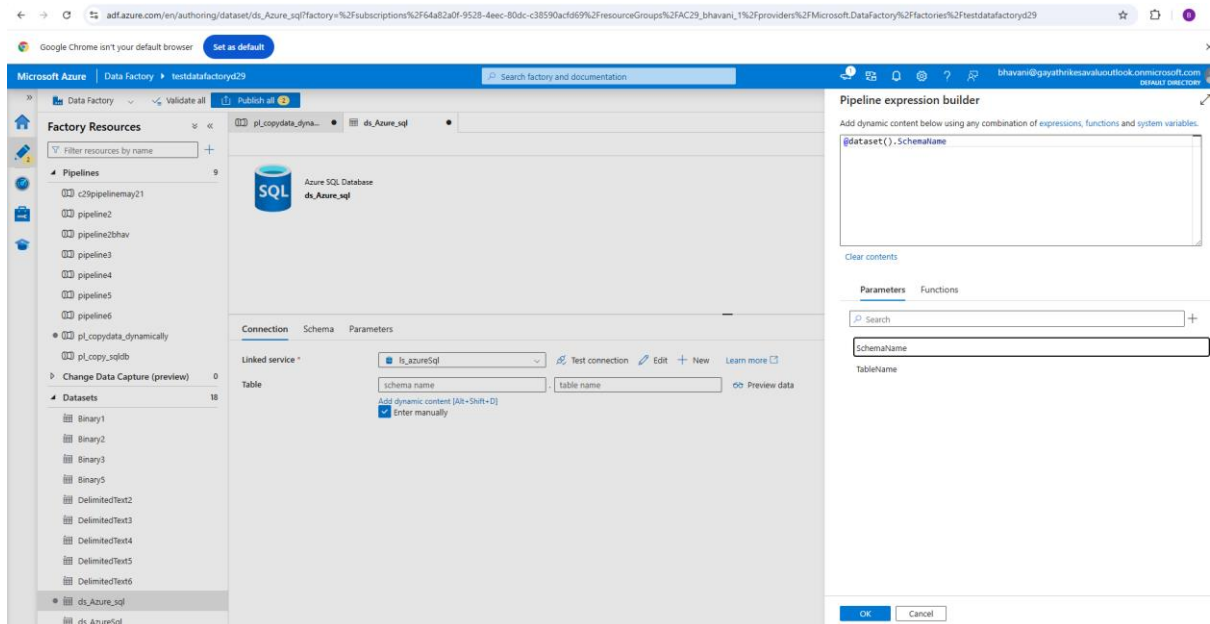 adf.azure.com/en/authoring/dataset/ds_Azure_sql?factory=%2Fsubscriptions%2F64a82a0f-9528-4eec-80dc-c38590acfd69%2FresourceGroups%2FAC29_bhavani_1%2Fproviders%2FMicrosoft.DataFactory%2Ffactories%2Ftestdatafactoryd29
Google Chrome isn't your default browser Set as default
Microsoft Azure | Data Factory ▸ testdatafactoryd29
Search factory and documentation
bhavani@gayathrikesavaluoutlook.onmicrosoft.com
DEFAULT DIRECTORY
Data Factory Validate all Publish all 2
Factory Resources
Filter resources by name
Pipelines 9
c29pipelinemay21
pipeline2
pipeline2bhav
pipeline3
pipeline4
pipeline5
pipeline6
pl_copydata_dynamically
pl_copy_sqldb
Change Data Capture (preview) 0
Datasets 18
Binary1
Binary2
Binary3
Binary5
DelimitedText2
DelimitedText3
DelimitedText4
DelimitedText5
DelimitedText6
ds_Azure_sql
ds_AzureSql
pl_copydata_dyna... ds_Azure_sql
SQL
Azure SQL Database
ds_Azure_sql
Connection Schema Parameters
Linked service * ls_azureSql Test connection Edit New Learn more
Table schema name . table name Preview data
Add dynamic content [Alt+Shift+D]
Enter manually
Pipeline expression builder
Add dynamic content below using any combination of expressions, functions and system variables.
@dataset().SchemaName
Clear contents
Parameters Functions
Search
SchemaName
TableName
OK Cancel